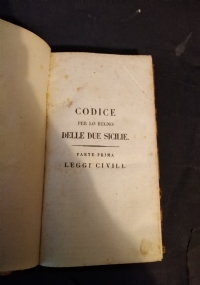 CODICE
PER LO REGNO
DELLE DUE SICILIE.
PARTE PRIMA
LEGGI CIVILI.